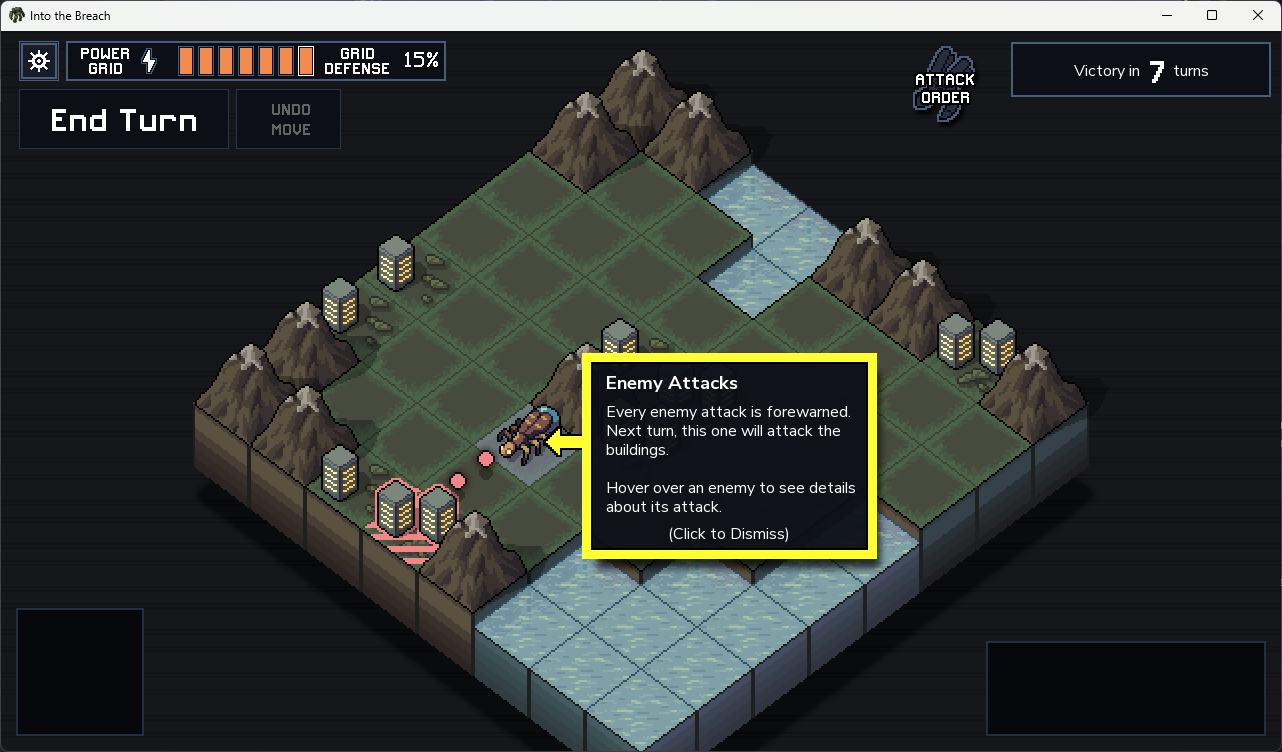 Into the Breach
POWER
GRID
GRID
DEFENSE
15%
End Turn
UNDO
MOVE
ATTACK
ORDER
Victory in 7 turns
Enemy Attacks
Every enemy attack is forewarned.
Next turn, this one will attack the
buildings.
Hover over an enemy to see details
about its attack.
(Click to Dismiss)